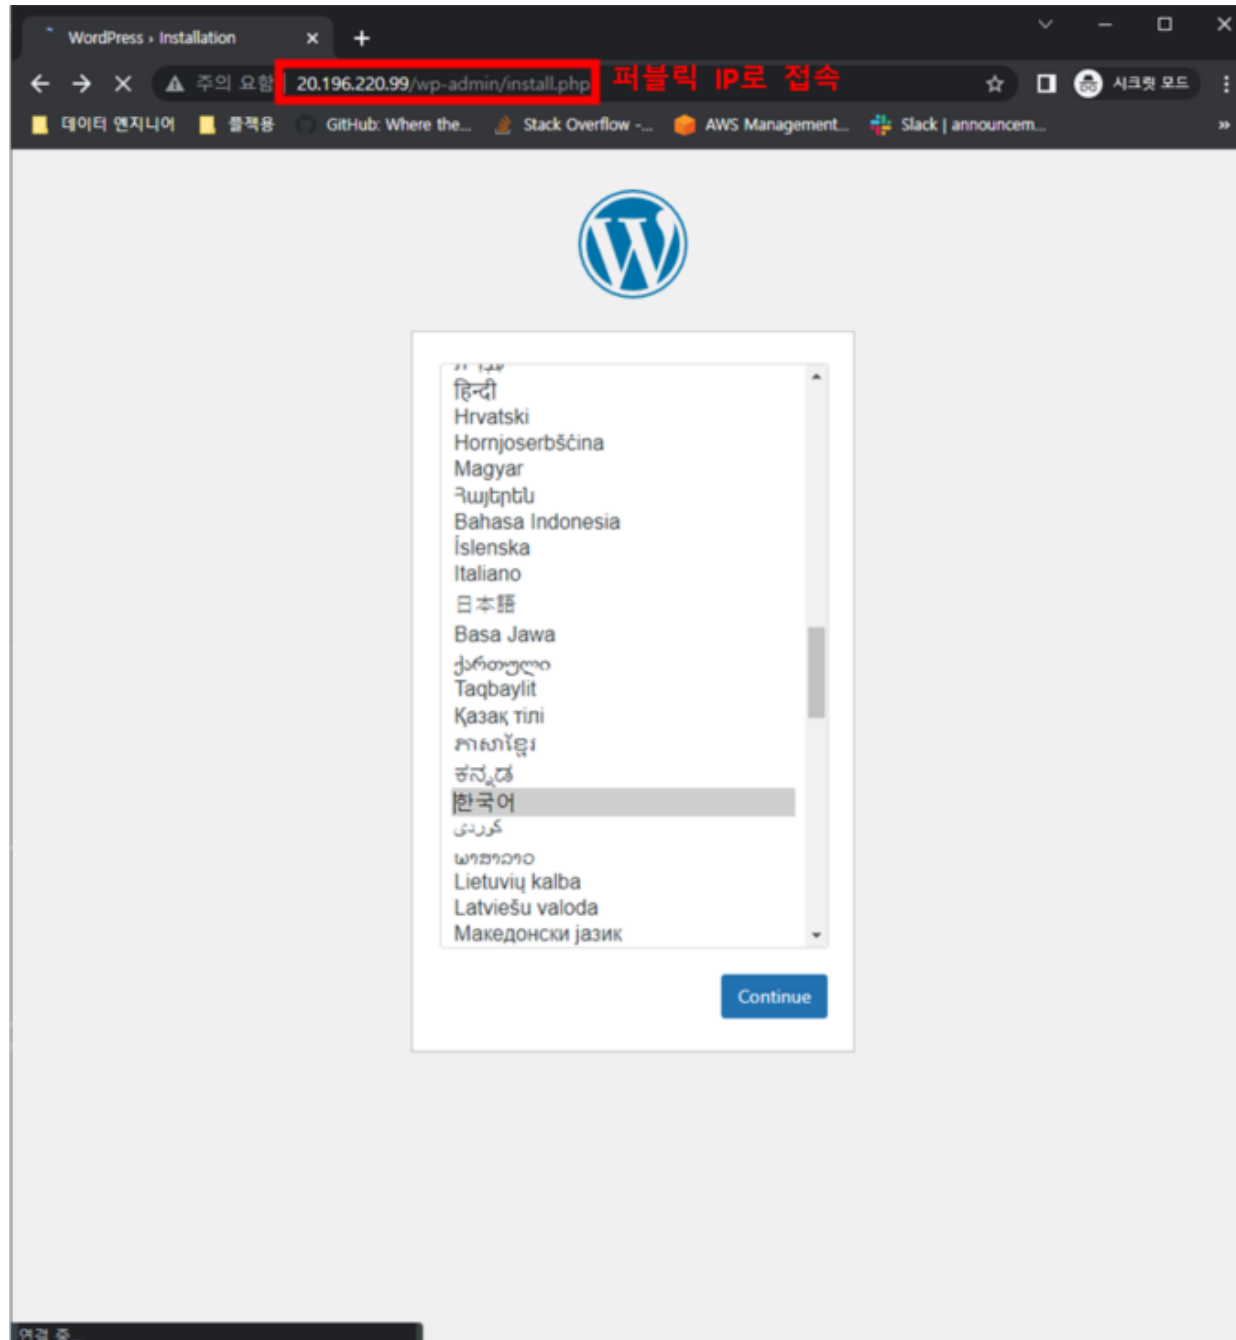 WordPress › Installation
주의 요함 20.196.220.99/wp-admin/install.php 퍼블릭 IP로 접속 시크릿 모드
데이터 엔지니어 플젝용 GitHub: Where the... Stack Overflow -... AWS Management... Slack | announcem...
हिन्दी
Hrvatski
Hornjoserbšćina
Magyar
Հայերեն
Bahasa Indonesia
Íslenska
Italiano
日本語
Basa Jawa
ქართული
Taqbaylit
Қазақ тілі
ភាសាខ្មែរ
ಕನ್ನಡ
한국어
كوردی
ພາສາລາວ
Lietuvių kalba
Latviešu valoda
Македонски јазик
Continue
연결 중